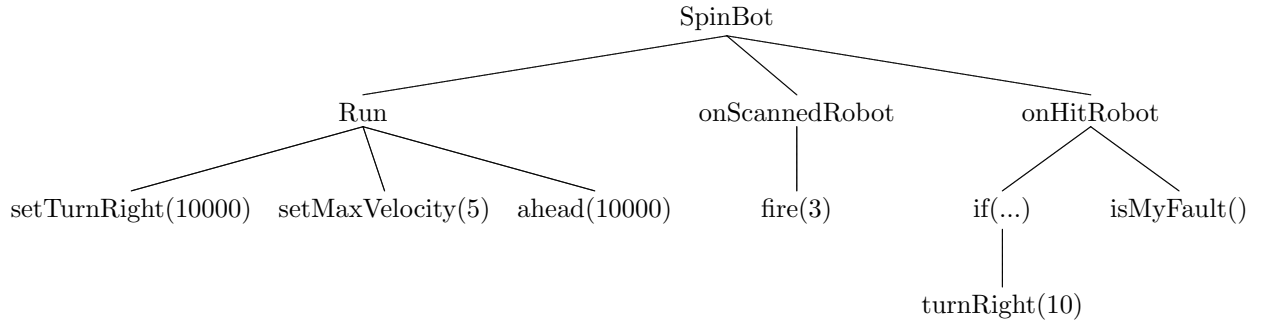 SpinBot
Run onScannedRobot onHitRobot
setTurnRight(10000) setMaxVelocity(5) ahead(10000) fire(3) if(...) isMyFault()
turnRight(10)